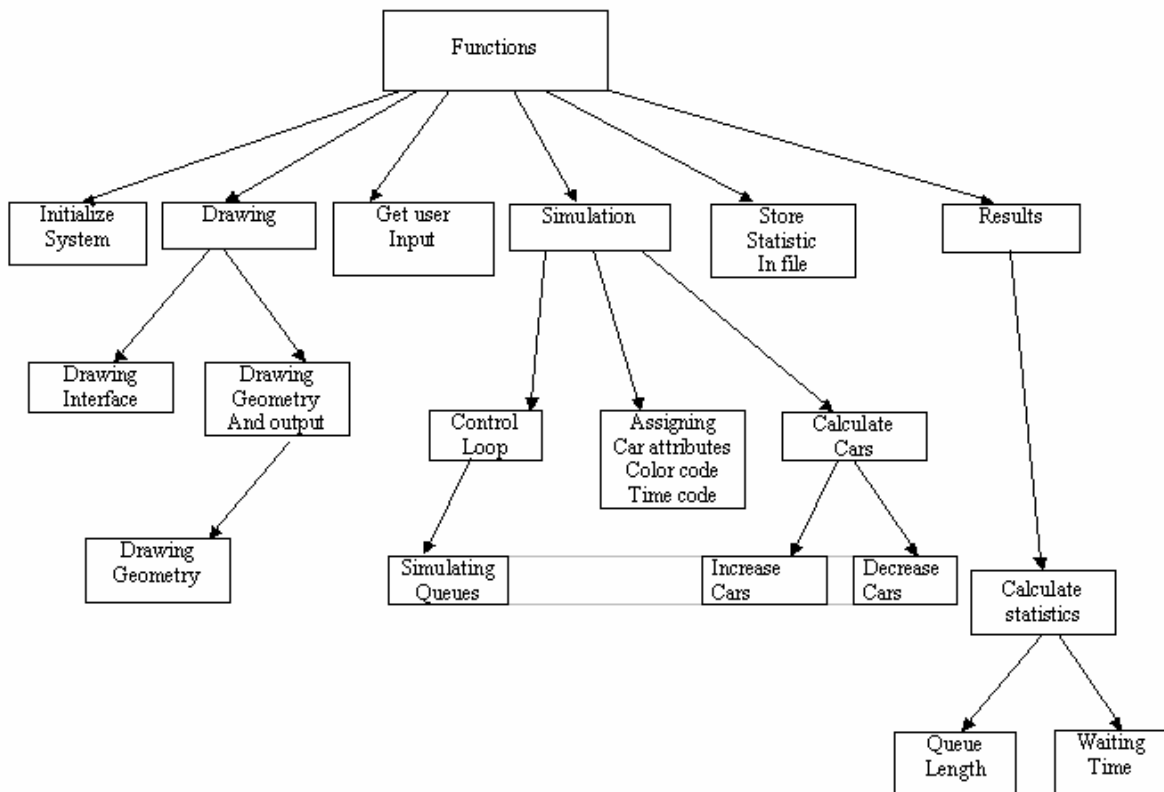 Functions
Initialize
System
Drawing
Get user
Input
Simulation
Store
Statistic
In file
Results
Drawing
Interface
Drawing
Geometry
And output
Control
Loop
Assigning
Car attributes
Color code
Time code
Calculate
Cars
Drawing
Geometry
Simulating
Queues
Increase
Cars
Decrease
Cars
Calculate
statistics
Queue
Length
Waiting
Time